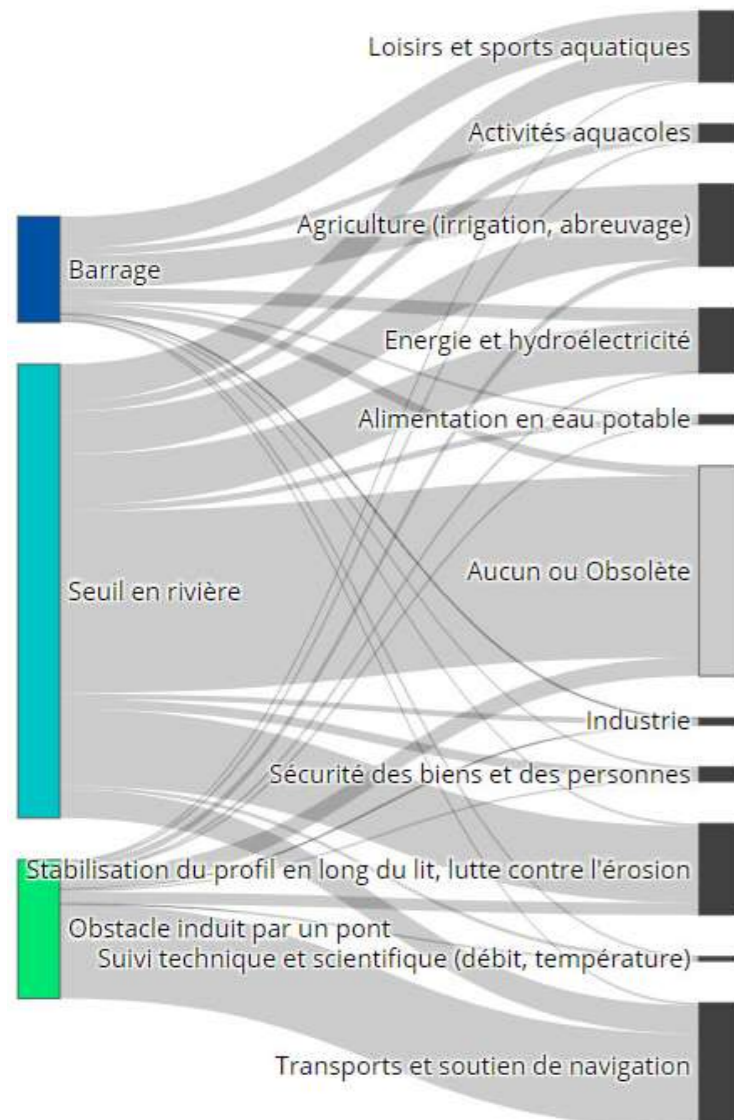 Loisirs et sports aquatiques
Activités aquacoles
Agriculture (irrigation, abreuvage)
Barrage
Energie et hydroélectricité
Alimentation en eau potable
Aucun ou Obsolète
Seuil en rivière
Industrie
Sécurité des biens et des personnes
Stabilisation du profil en long du lit, lutte contre l'érosion
Obstacle induit par un pont
Suivi technique et scientifique (débit, température)
Transports et soutien de navigation